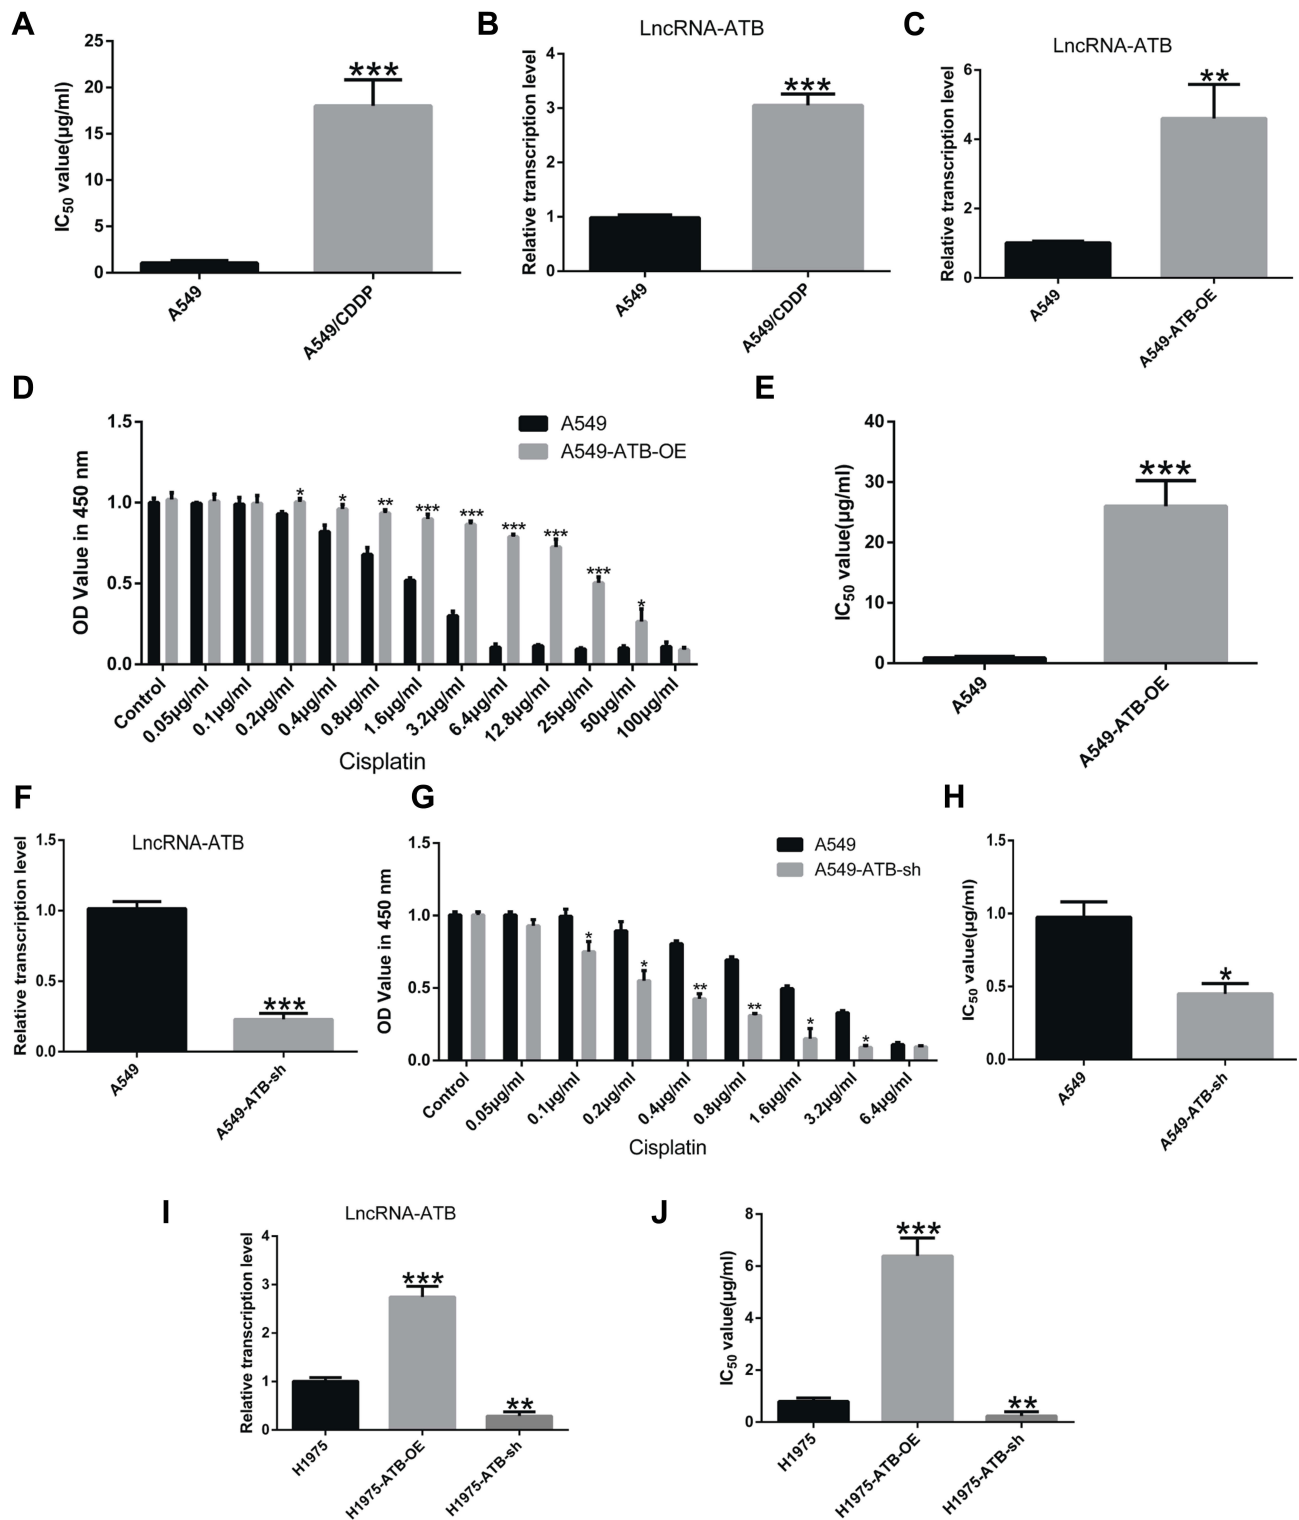 A
IC50 value(μg/ml)
25
20
15
10
5
0
***
A549
A549/CDDP
B
LncRNA-ATB
Relative transcription level
4
3
2
1
0
***
A549
A549/CDDP
C
LncRNA-ATB
Relative transcription level
6
4
2
0
**
A549
A549-ATB-OE
D
OD Value in 450 nm
1.5
1.0
0.5
0.0
A549
A549-ATB-OE
*
*
**
***
***
***
***
***
*
Control
0.05μg/ml
0.1μg/ml
0.2μg/ml
0.4μg/ml
0.8μg/ml
1.6μg/ml
3.2μg/ml
6.4μg/ml
12.8μg/ml
25μg/ml
50μg/ml
100μg/ml
Cisplatin
E
IC50 value(μg/ml)
40
30
20
10
0
***
A549
A549-ATB-OE
F
LncRNA-ATB
Relative transcription level
1.5
1.0
0.5
0.0
***
A549
A549-ATB-sh
G
OD Value in 450 nm
1.5
1.0
0.5
0.0
A549
A549-ATB-sh
*
*
**
**
*
*
Control
0.05μg/ml
0.1μg/ml
0.2μg/ml
0.4μg/ml
0.8μg/ml
1.6μg/ml
3.2μg/ml
6.4μg/ml
Cisplatin
H
IC50 value(μg/ml)
1.5
1.0
0.5
0.0
*
A549
A549-ATB-sh
I
LncRNA-ATB
Relative transcription level
4
3
2
1
0
***
**
H1975
H1975-ATB-OE
H1975-ATB-sh
J
IC50 value(μg/ml)
8
6
4
2
0
***
**
H1975
H1975-ATB-OE
H1975-ATB-sh